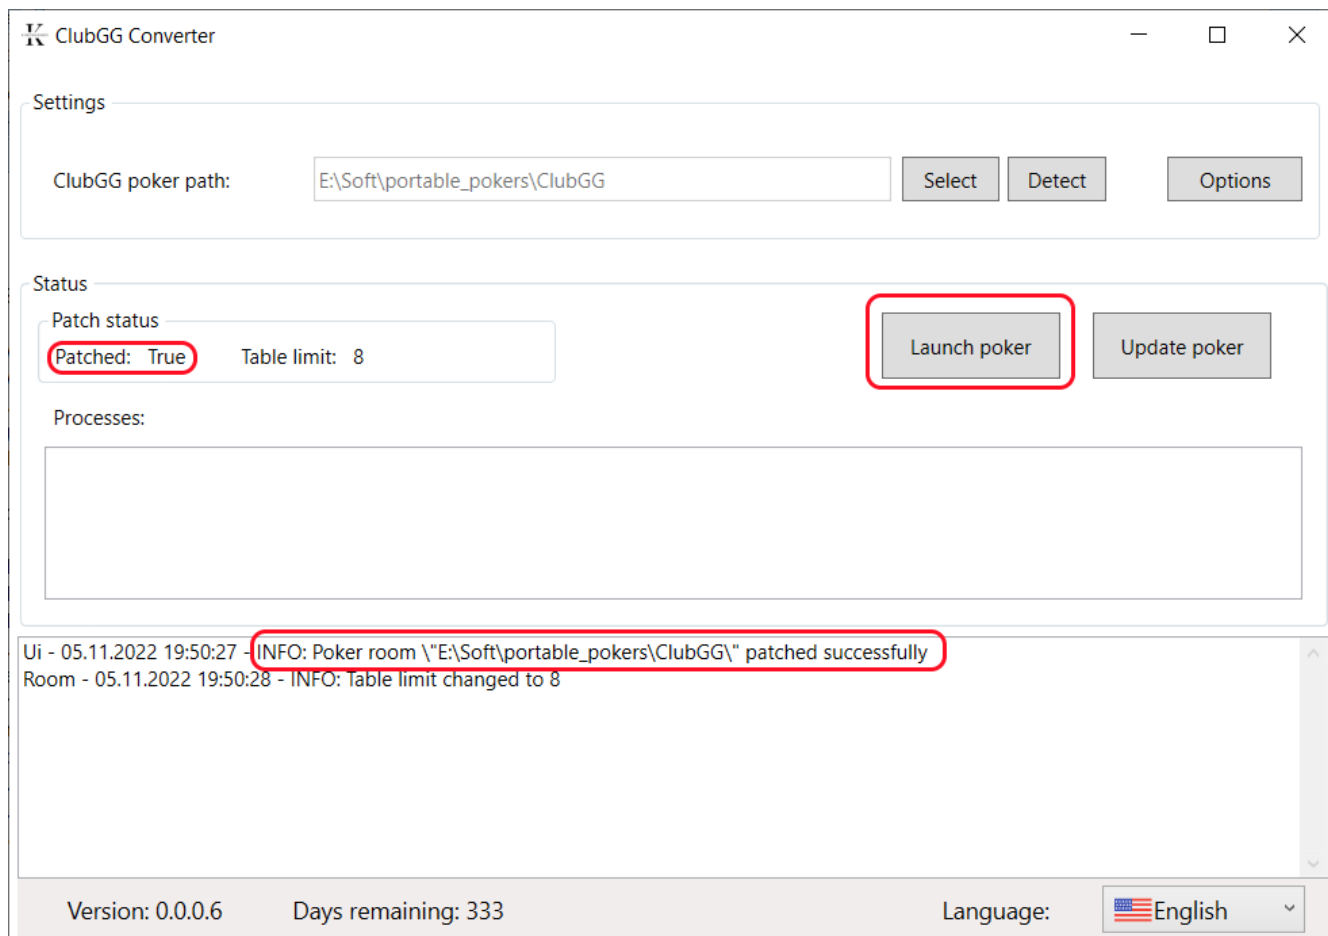 ClubGG Converter
Settings
ClubGG poker path: E:\Soft\portable_pokers\ClubGG Select Detect Options
Status
Patch status
Patched: True Table limit: 8
Launch poker Update poker
Processes:
Ui - 05.11.2022 19:50:27 - INFO: Poker room \"E:\Soft\portable_pokers\ClubGG\" patched successfully
Room - 05.11.2022 19:50:28 - INFO: Table limit changed to 8
Version: 0.0.0.6 Days remaining: 333 Language: English